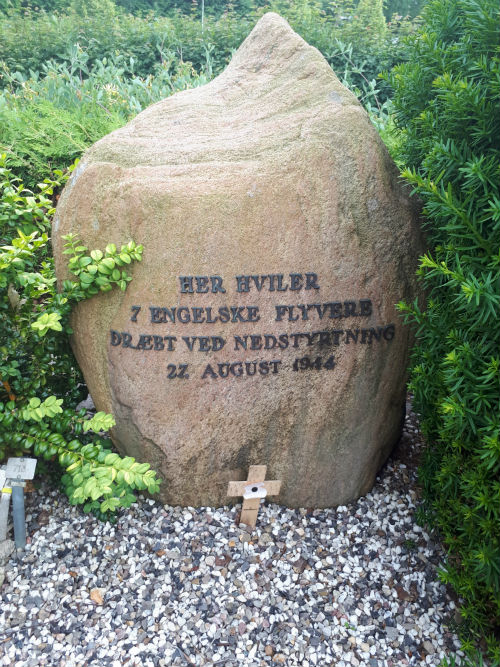 HER HVILER
7 ENGELSKE FLYVERE
DRÆBT VED NEDSTYRTNING
22 AUGUST 1944